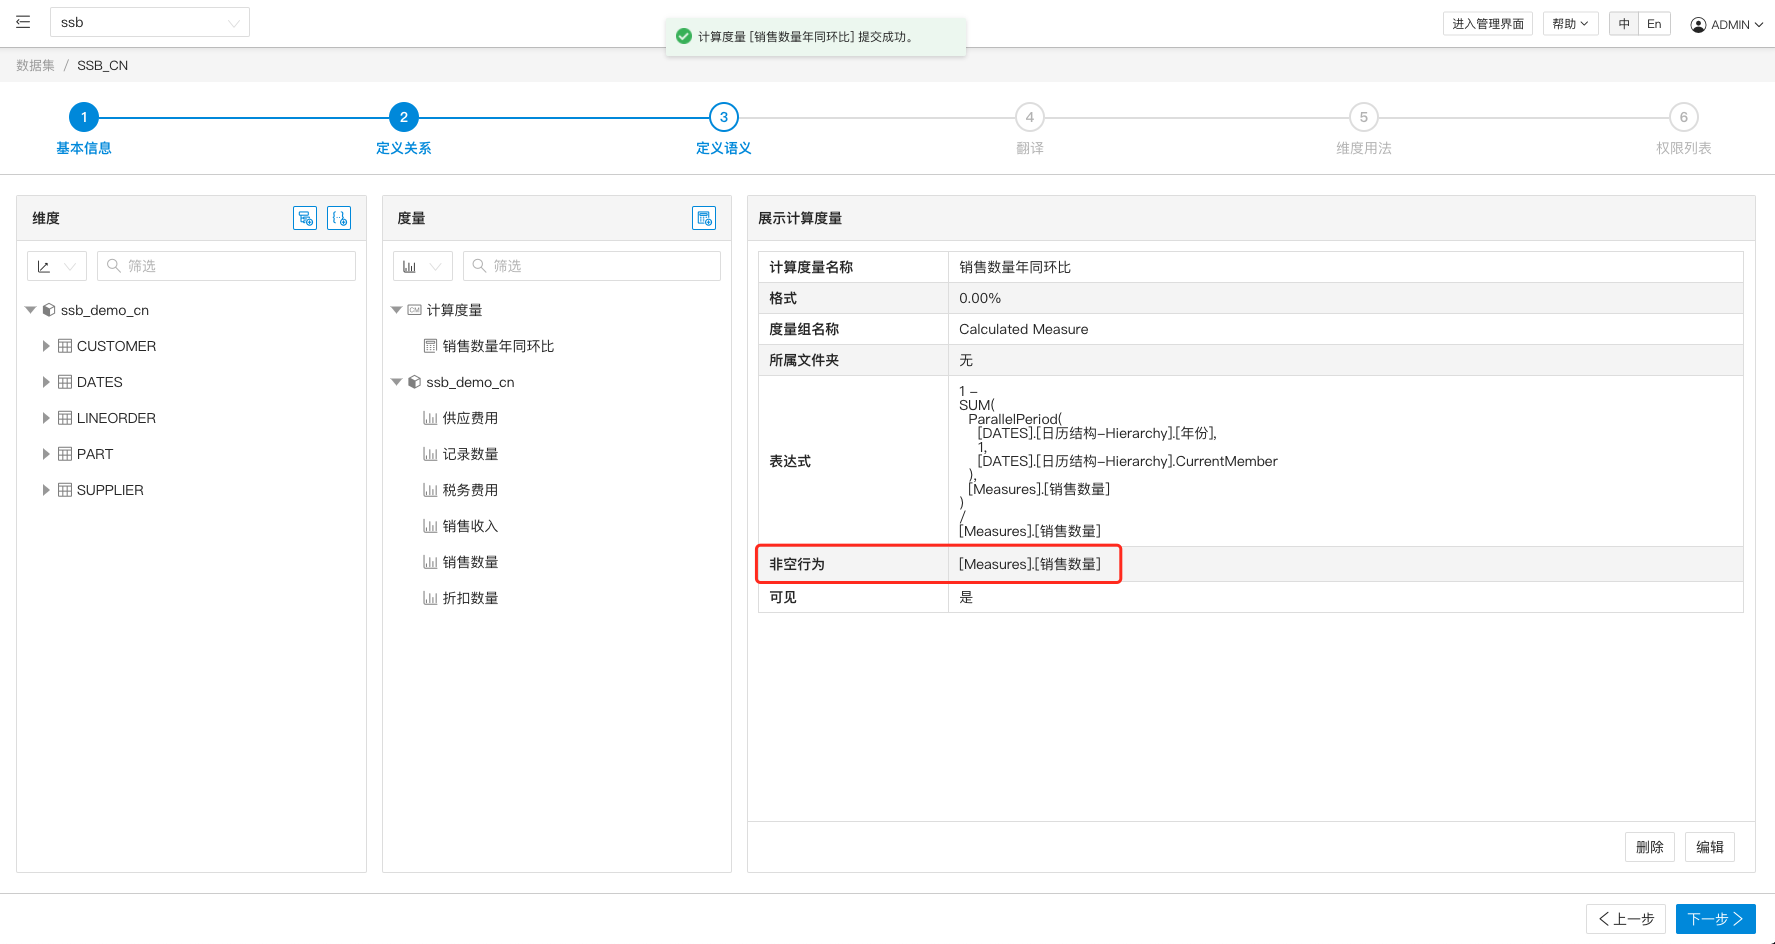 ssb
计算度量 [销售数量年同环比] 提交成功。
进入管理界面
帮助
中
En
ADMIN
数据集 / SSB_CN
1
2
3
4
5
6
基本信息
定义关系
定义语义
翻译
维度用法
权限列表
维度
筛选
ssb_demo_cn
CUSTOMER
DATES
LINEORDER
PART
SUPPLIER
度量
筛选
CM 计算度量
销售数量年同环比
ssb_demo_cn
供应费用
记录数量
税务费用
销售收入
销售数量
折扣数量
展示计算度量
计算度量名称 销售数量年同环比
格式 0.00%
度量组名称 Calculated Measure
所属文件夹 无
表达式
1 -
SUM(
ParallelPeriod(
[DATES].[日历结构-Hierarchy].[年份],
1,
[DATES].[日历结构-Hierarchy].CurrentMember
),
[Measures].[销售数量]
)
/
[Measures].[销售数量]
非空行为 [Measures].[销售数量]
可见 是
删除
编辑
上一步
下一步